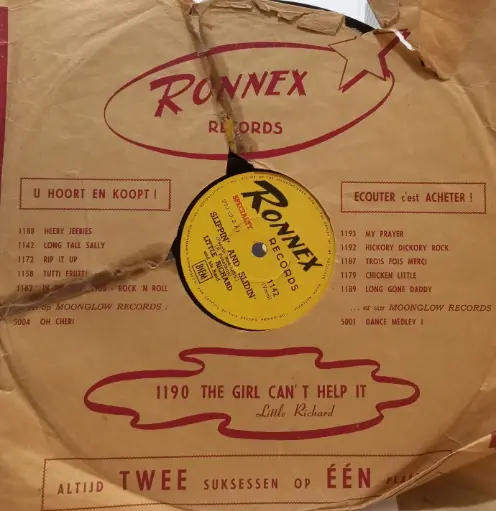 RONNEX
RECORDS
U HOORT EN KOOPT !
1188 HEEBY JEEBIES
1142 LONG TALL SALLY
1172 RIP IT UP
1158 TUTTI FRUTTI
ROCK 'N ROLL
op MOONGLOW RECORDS :
5004 OH CHERI
ECOUTER c'est ACHETER !
1193 MY PRAYER
1192 HICKORY DICKORY ROCK
1187 TROIS FOIS MERCI
1179 CHICKEN LITTLE
1189 LONG GONE DADDY
... et sur MOONGLOW RECORDS
5001 DANCE MEDLEY I
RONNEX
RECORDS
SPECIALTY
1142
SLIPPIN' AND SLIDIN'
LITTLE RICHARD
1190 THE GIRL CAN'T HELP IT
Little Richard
ALTIJD TWEE SUKSESSEN OP ÉÉN